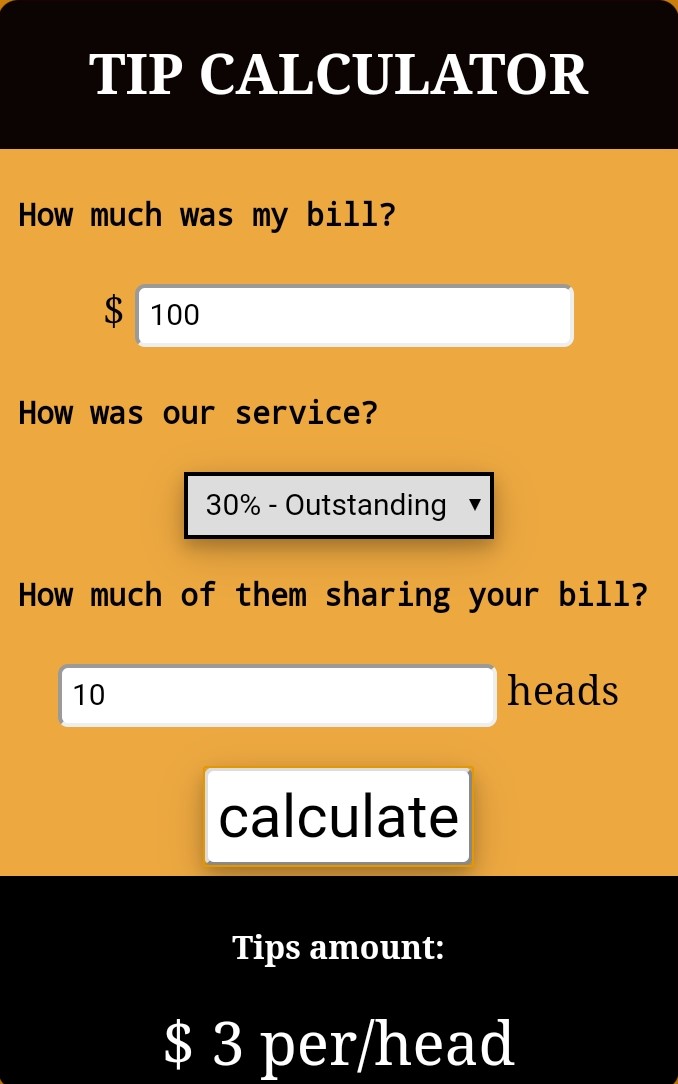 TIP CALCULATOR
How much was my bill?
$ 100
How was our service?
30% - Outstanding ▼
How much of them sharing your bill?
10 heads
calculate
Tips amount:
$ 3 per/head